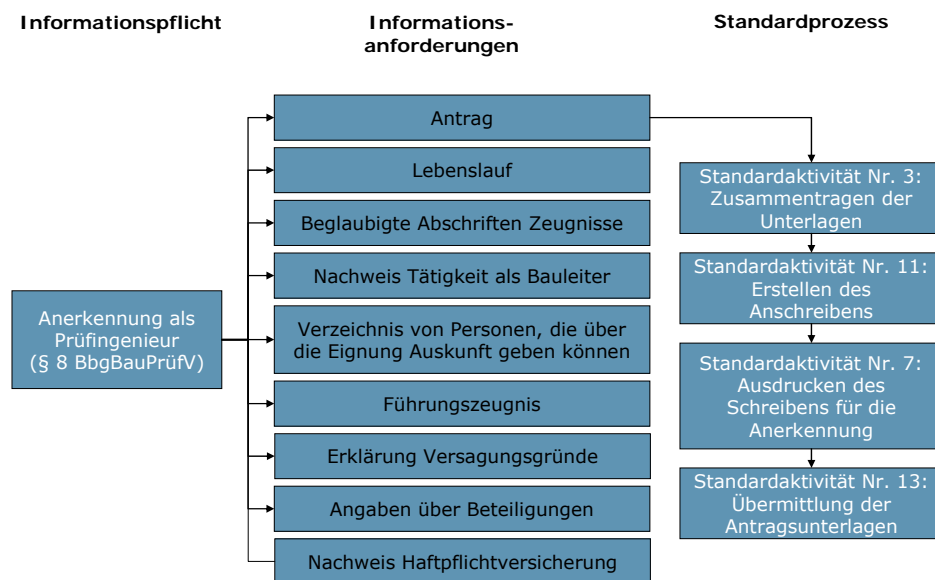 Informationspflicht
Informations-
anforderungen
Standardprozess
Anerkennung als
Prüfingenieur
(§ 8 BbgBauPrüfV)
Antrag
Lebenslauf
Beglaubigte Abschriften Zeugnisse
Nachweis Tätigkeit als Bauleiter
Verzeichnis von Personen, die über
die Eignung Auskunft geben können
Führungszeugnis
Erklärung Versagungsgründe
Angaben über Beteiligungen
Nachweis Haftpflichtversicherung
Standardaktivität Nr. 3:
Zusammentragen der
Unterlagen
Standardaktivität Nr. 11:
Erstellen des
Anschreibens
Standardaktivität Nr. 7:
Ausdrucken des
Schreibens für die
Anerkennung
Standardaktivität Nr. 13:
Übermittlung der
Antragsunterlagen